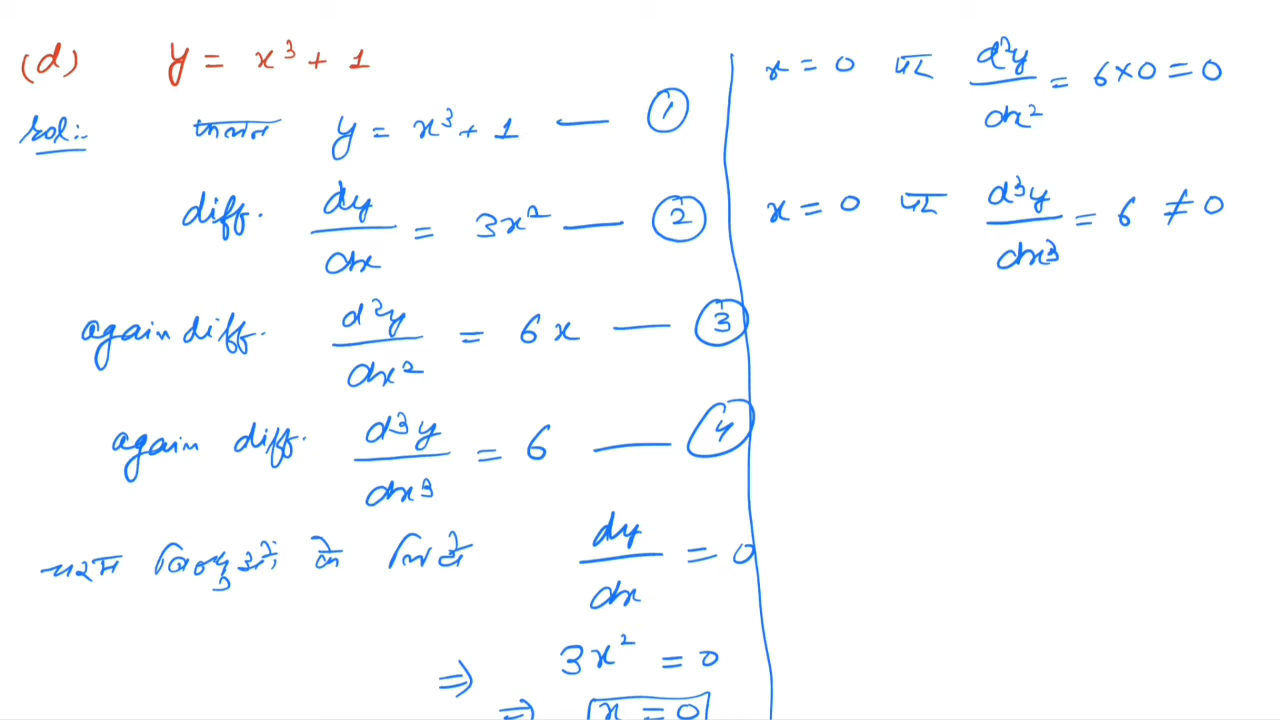 (d) y = x³ + 1
sol:- फलन y = x³ + 1 — ①
diff. dy/dx = 3x² — ②
again diff. d²y/dx² = 6x — ③
again diff. d³y/dx³ = 6 — ④
चरम बिन्दुओं के लिये dy/dx = 0
⇒ 3x² = 0
⇒ x = 0
x = 0 पर d²y/dx² = 6×0 = 0
x = 0 पर d³y/dx³ = 6 ≠ 0